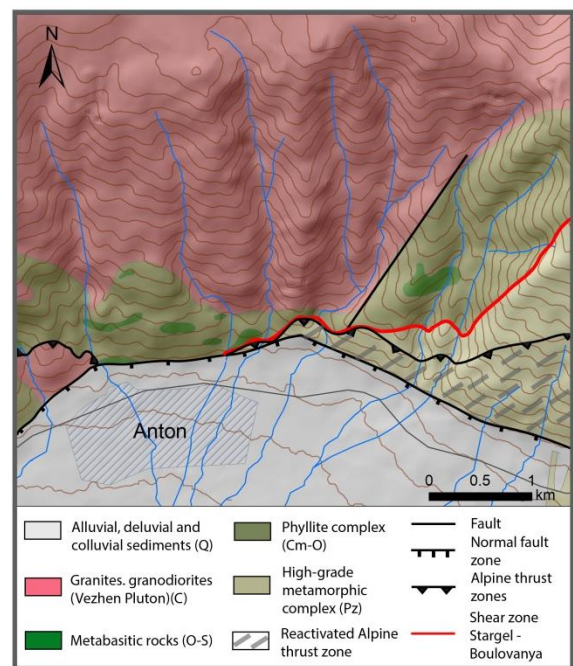 N
Anton
0 0.5 1
km
Alluvial, deluvial and
colluvial sediments (Q)
Granites. granodiorites
(Vezhen Pluton)(C)
Metabasitic rocks (O-S)
Phyllite complex
(Cm-O)
High-grade
metamorphic
complex (Pz)
Reactivated Alpine
thrust zone
Fault
Normal fault
zone
Alpine thrust
zones
Shear zone
Stargel -
Boulovanya